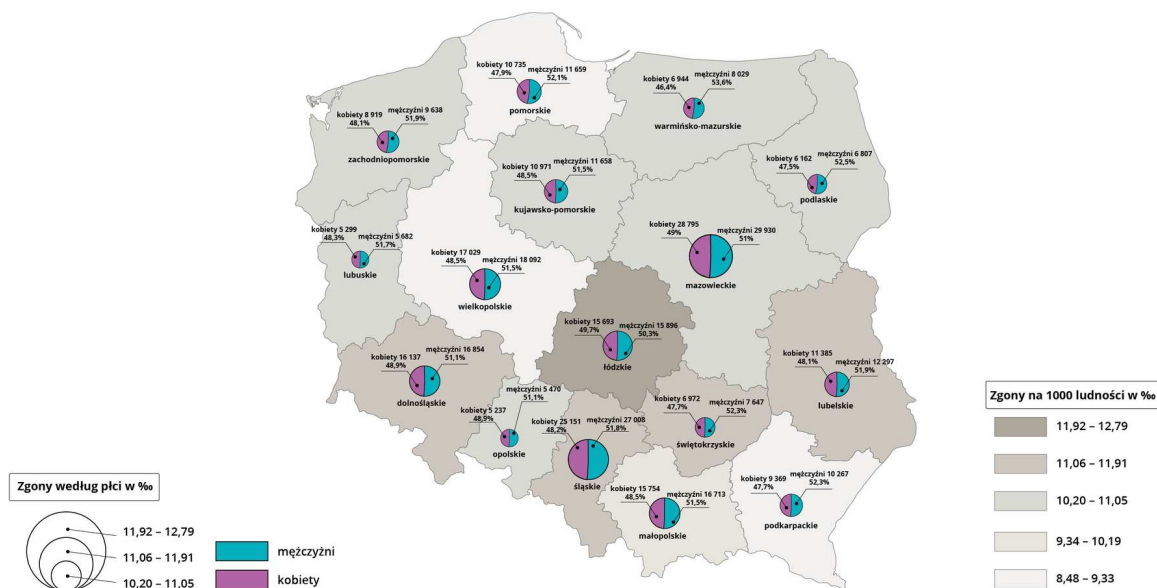 kobiety 10 735
47,9%
mężczyźni 11 659
52,1%
pomorskie
kobiety 6 944
46,4%
mężczyźni 8 029
53,6%
warmińsko-mazurskie
kobiety 8 919
48,1%
mężczyźni 9 638
51,9%
zachodniopomorskie
kobiety 10 971
48,5%
mężczyźni 11 658
51,5%
kujawsko-pomorskie
kobiety 6 162
47,5%
mężczyźni 6 807
52,5%
podlaskie
kobiety 5 299
48,3%
mężczyźni 5 682
51,7%
lubuskie
kobiety 17 029
48,5%
mężczyźni 18 092
51,5%
wielkopolskie
kobiety 28 795
49%
mężczyźni 29 930
51%
mazowieckie
kobiety 15 693
49,7%
mężczyźni 15 896
50,3%
łódzkie
kobiety 16 137
48,9%
mężczyźni 16 854
51,1%
dolnośląskie
kobiety 11 385
48,1%
mężczyźni 12 297
51,9%
lubelskie
kobiety 5 237
48,9%
mężczyźni 5 470
51,1%
opolskie
kobiety 25 151
48,2%
mężczyźni 27 008
51,8%
śląskie
kobiety 6 972
47,7%
mężczyźni 7 647
52,3%
świętokrzyskie
kobiety 15 754
48,5%
mężczyźni 16 713
51,5%
małopolskie
kobiety 9 369
47,7%
mężczyźni 10 267
52,3%
podkarpackie
Zgony według płci w ‰
11,92 – 12,79
11,06 – 11,91
10,20 – 11,05
mężczyźni
kobiety
Zgony na 1000 ludności w ‰
11,92 – 12,79
11,06 – 11,91
10,20 – 11,05
9,34 – 10,19
8,48 – 9,33